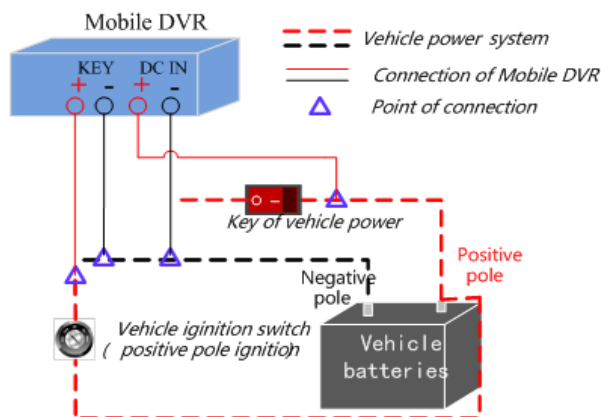 Mobile DVR
KEY DC IN
+ - + -
Vehicle power system
Connection of Mobile DVR
Point of connection
Key of vehicle power
Positive
pole
Negative
pole
Vehicle iginition switch
( positive pole ignition)
Vehicle
batteries